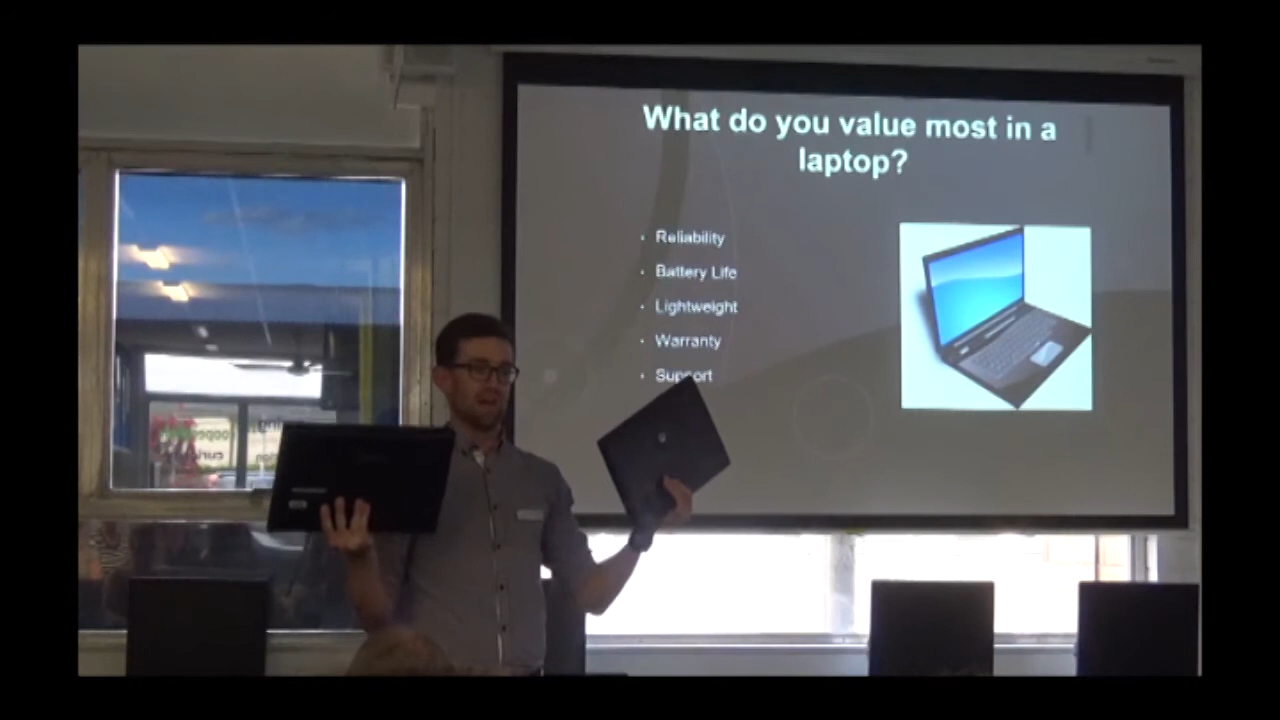 What do you value most in a
laptop?
· Reliability
· Battery Life
· Lightweight
· Warranty
· Support